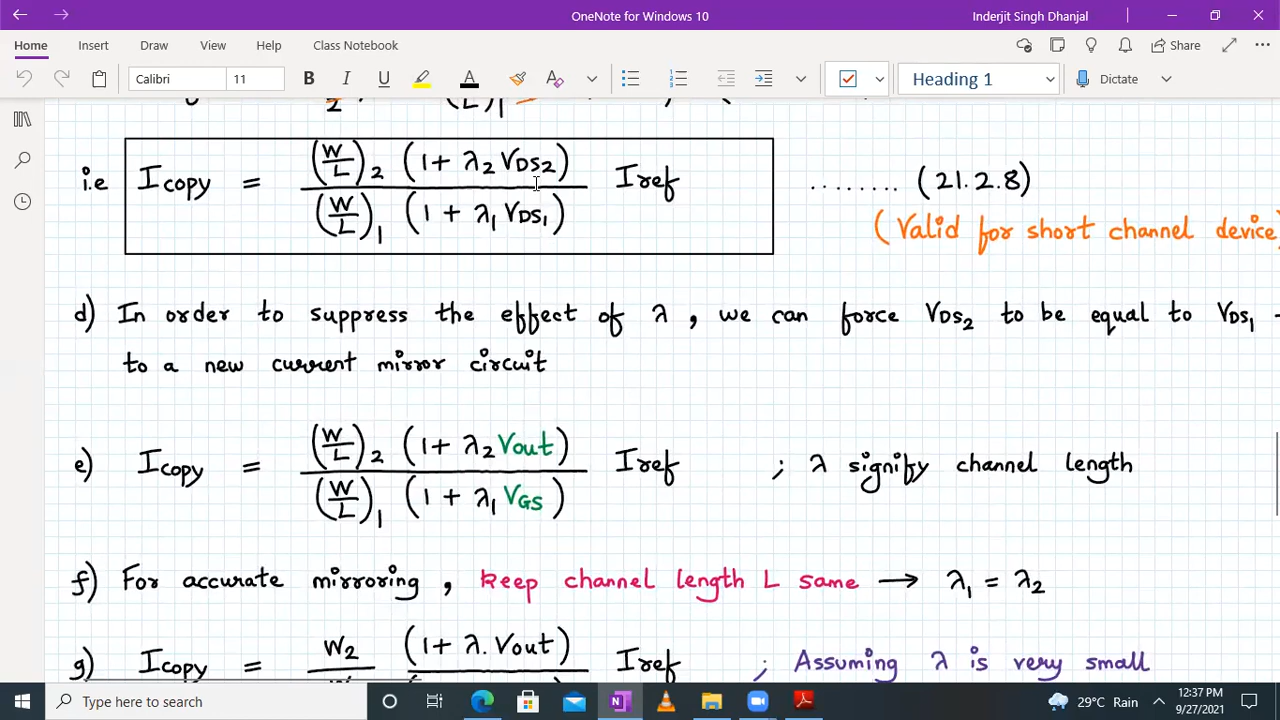 OneNote for Windows 10
Inderjit Singh Dhanjal
Home Insert Draw View Help Class Notebook
Share
Calibri 11 B I U A Heading 1 Dictate
i.e Icopy = (W/L)2 (1 + λ2 VDS2) / (W/L)1 (1 + λ1 VDS1) Iref ........ (21.2.8)
(Valid for short channel device
d) In order to suppress the effect of λ, we can force VDS2 to be equal to VDS1
to a new current mirror circuit
e) Icopy = (W/L)2 (1 + λ2 Vout) / (W/L)1 (1 + λ1 VGS) Iref ; λ signify channel length
f) For accurate mirroring, keep channel length L same → λ1 = λ2
g) Icopy = W2 (1 + λ. Vout) Iref ; Assuming λ is very small
Type here to search
29°C Rain
12:37 PM
9/27/2021